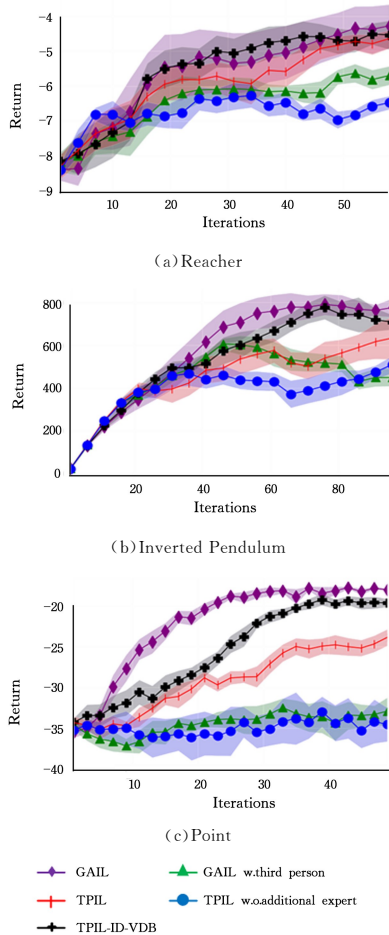 -4
-5
-6
-7
-8
-9
Return
10 20 30 40 50
Iterations
(a)Reacher
800
600
400
200
0
Return
20 40 60 80
Iterations
(b)Inverted Pendulum
-20
-25
-30
-35
-40
Return
10 20 30 40
Iterations
(c)Point
GAIL GAIL w.third person
TPIL TPIL w.o.additional expert
TPIL-ID-VDB